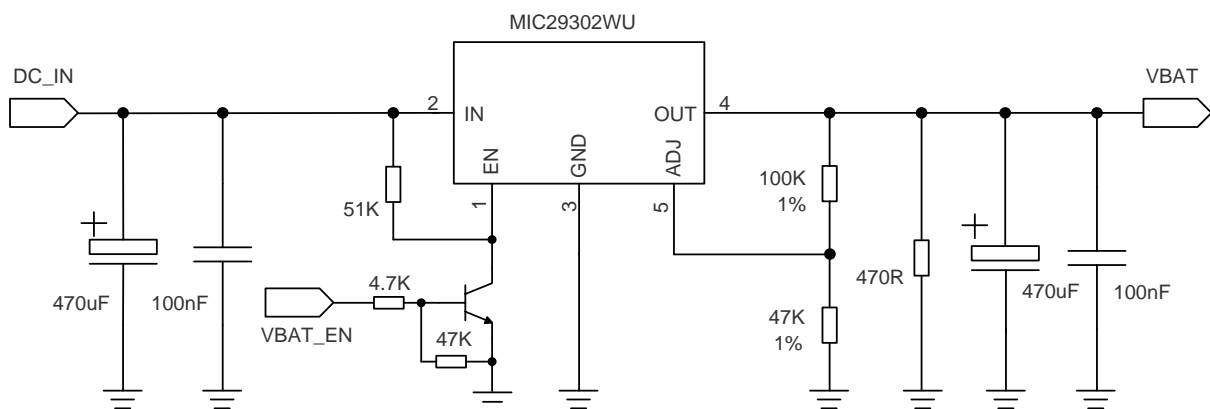 MIC29302WU
DC_IN
VBAT
2
IN
OUT
4
EN
GND
ADJ
1
3
5
51K
100K
1%
470uF
100nF
4.7K
VBAT_EN
47K
47K
1%
470R
470uF
100nF